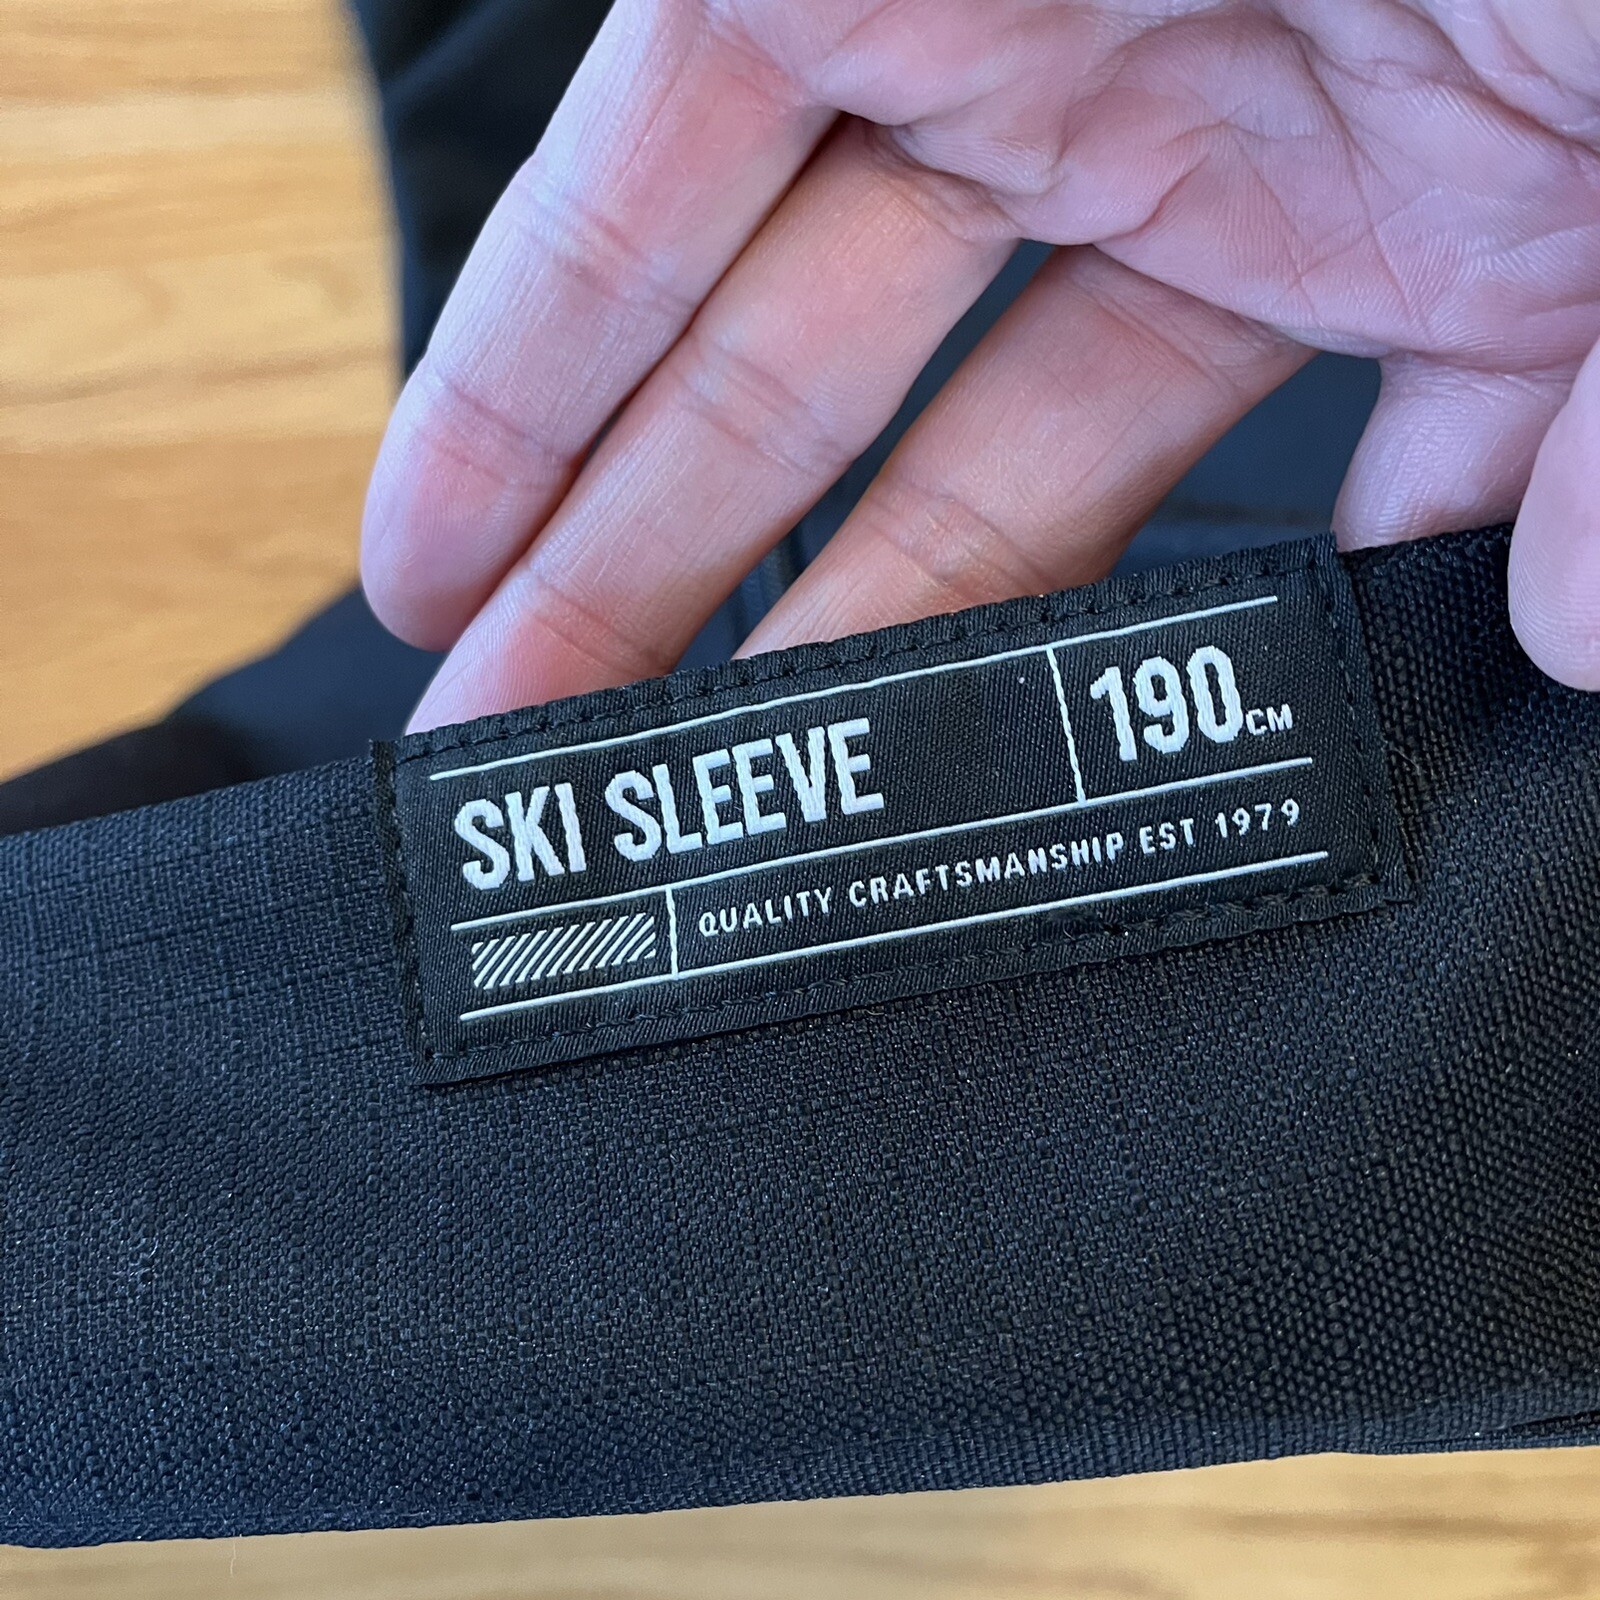 SKI SLEEVE
190CM
QUALITY CRAFTSMANSHIP EST 1979